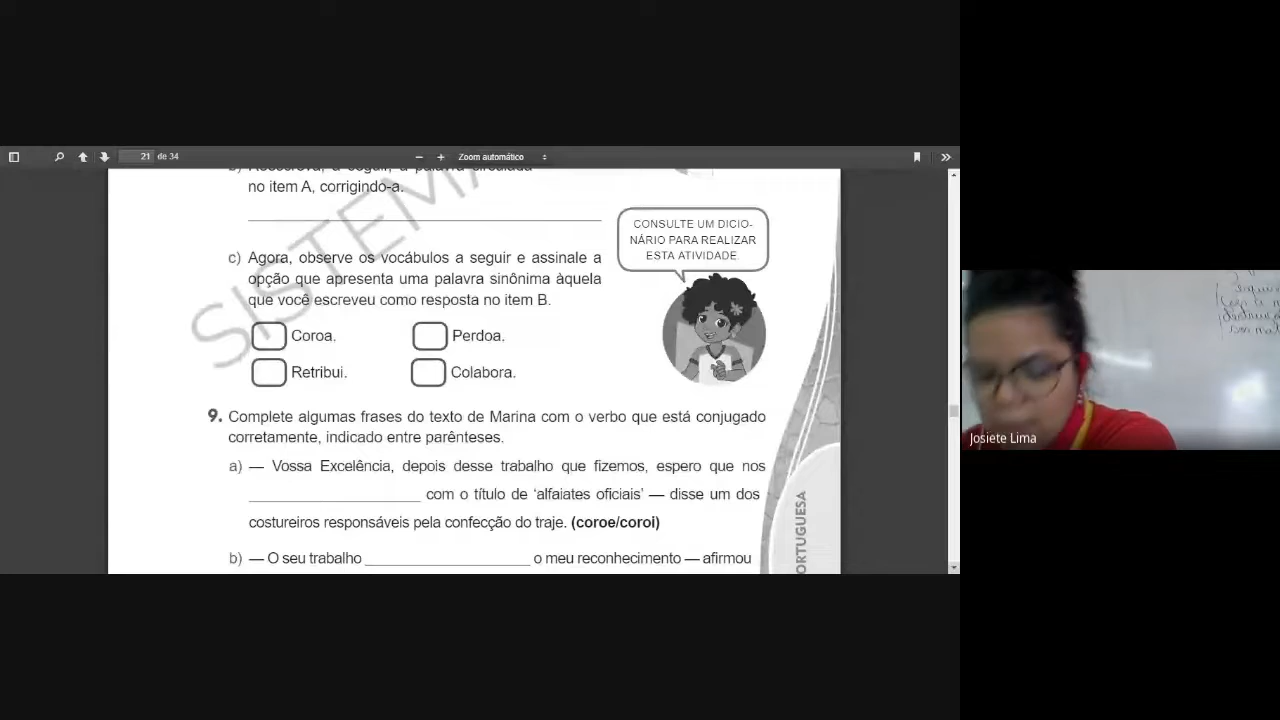 21 de 34
Zoom automático
no item A, corrigindo-a.
SISTEMA
CONSULTE UM DICIO-
NÁRIO PARA REALIZAR
ESTA ATIVIDADE.
c) Agora, observe os vocábulos a seguir e assinale a
opção que apresenta uma palavra sinônima àquela
que você escreveu como resposta no item B.
Coroa. Perdoa.
Retribui. Colabora.
9. Complete algumas frases do texto de Marina com o verbo que está conjugado
corretamente, indicado entre parênteses.
a) — Vossa Excelência, depois desse trabalho que fizemos, espero que nos
com o título de ‘alfaiates oficiais’ — disse um dos
costureiros responsáveis pela confecção do traje. (coroe/coroi)
b) — O seu trabalho o meu reconhecimento — afirmou
ORTUGUESA
Josiete Lima